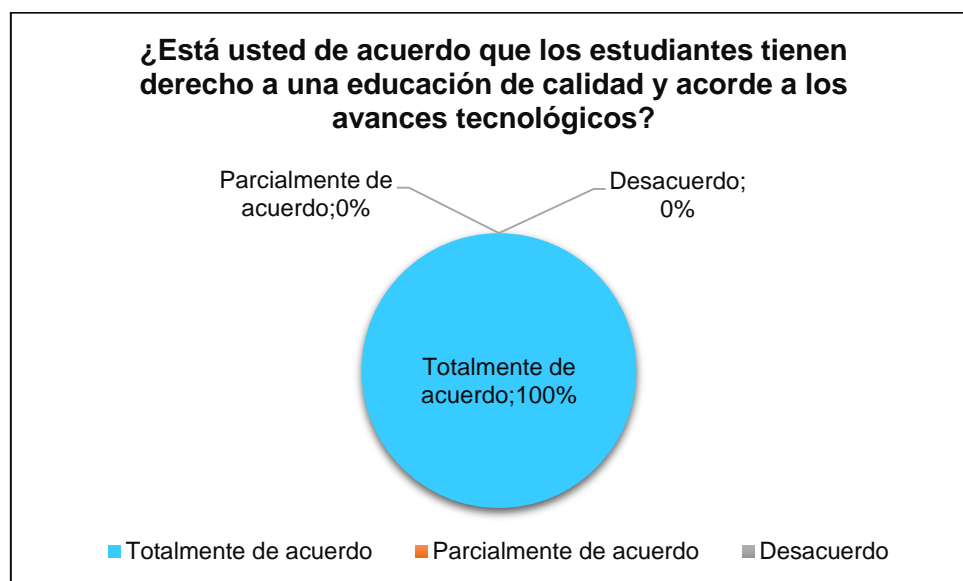 ¿Está usted de acuerdo que los estudiantes tienen
derecho a una educación de calidad y acorde a los
avances tecnológicos?
Parcialmente de
acuerdo;0%
Desacuerdo;
0%
Totalmente de
acuerdo;100%
Totalmente de acuerdo
Parcialmente de acuerdo
Desacuerdo